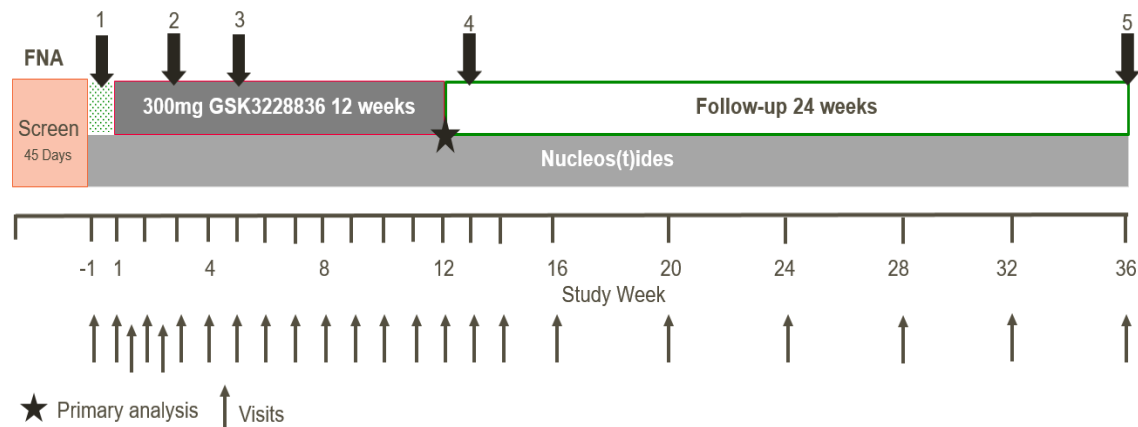 1 2 3 4 5
FNA
300mg GSK3228836 12 weeks
Follow-up 24 weeks
Screen
45 Days
Nucleos(t)ides
-1 1 4 8 12 16 20 24 28 32 36
Study Week
Primary analysis
Visits